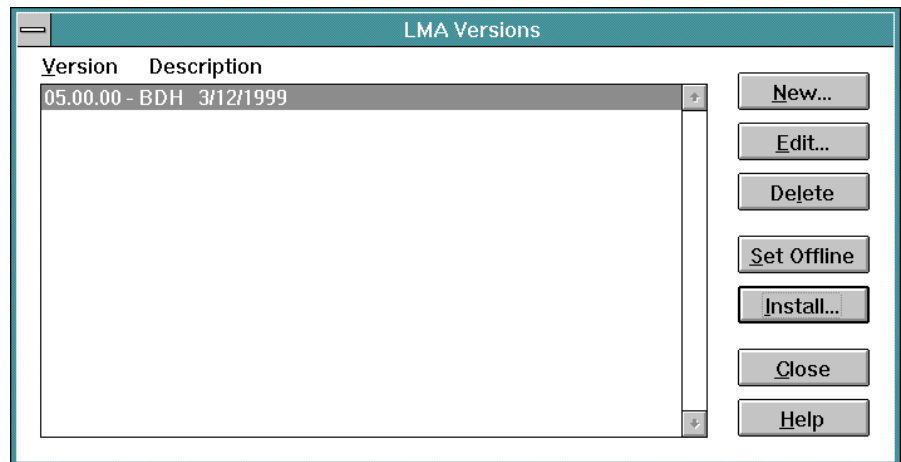 LMA Versions
Version Description
05.00.00 - BDH 3/12/1999
New...
Edit...
Delete
Set Offline
Install...
Close
Help